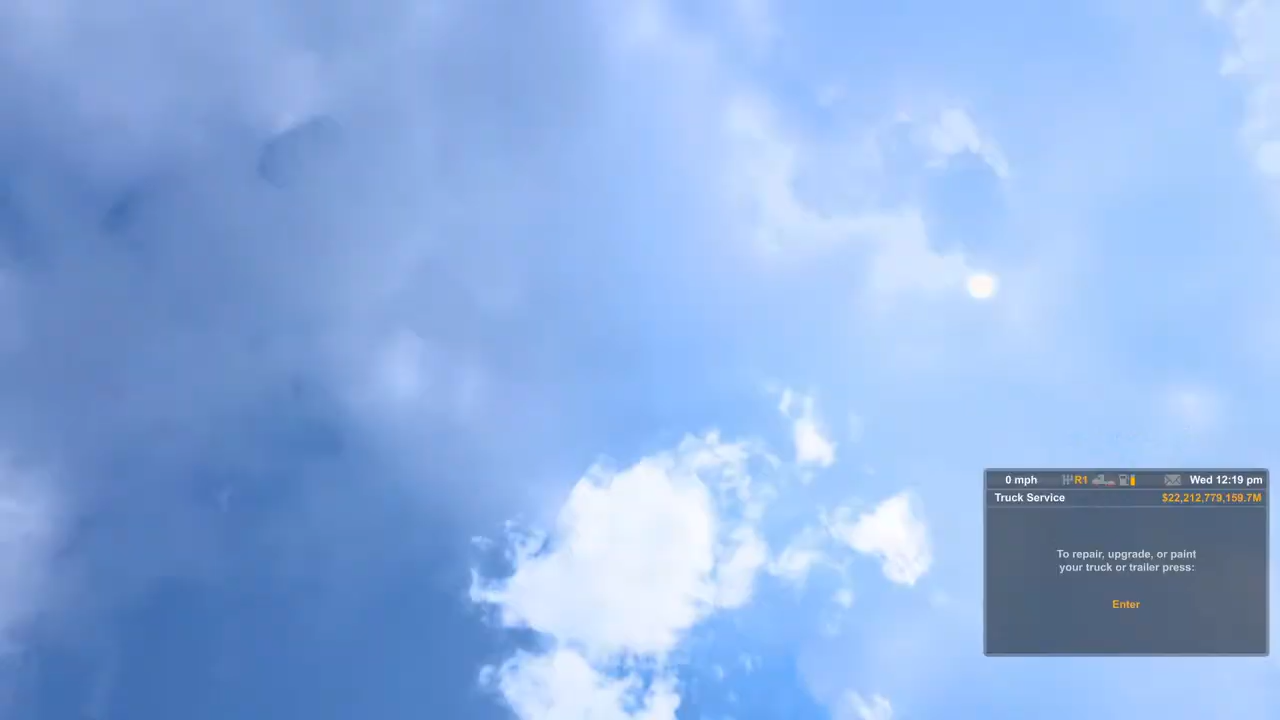 0 mph R1 Wed 12:19 pm
Truck Service $22,212,779,159.7M
To repair, upgrade, or paint
your truck or trailer press:
Enter